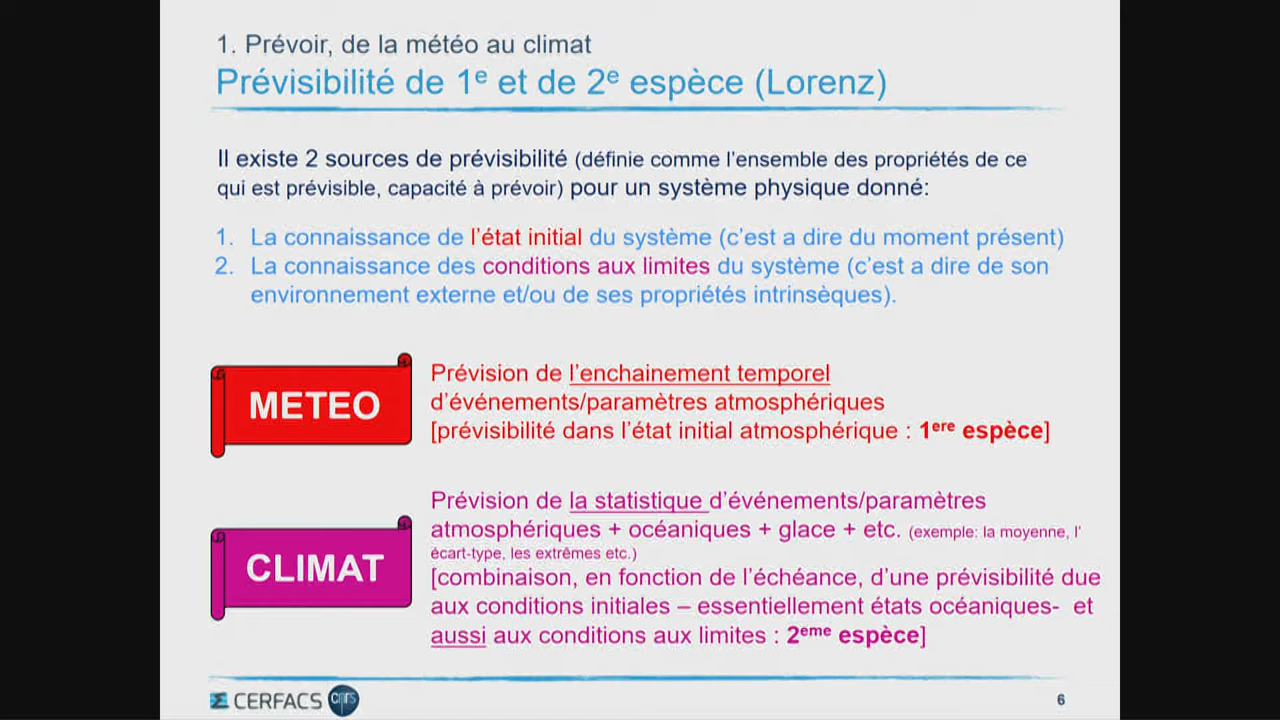 1. Prévoir, de la météo au climat
Prévisibilité de 1e et de 2e espèce (Lorenz)
Il existe 2 sources de prévisibilité (définie comme l’ensemble des propriétés de ce
qui est prévisible, capacité à prévoir) pour un système physique donné:
1. La connaissance de l’état initial du système (c’est a dire du moment présent)
2. La connaissance des conditions aux limites du système (c’est a dire de son
environnement externe et/ou de ses propriétés intrinsèques).
METEO
Prévision de l’enchainement temporel
d’événements/paramètres atmosphériques
[prévisibilité dans l’état initial atmosphérique : 1ere espèce]
CLIMAT
Prévision de la statistique d’événements/paramètres
atmosphériques + océaniques + glace + etc. (exemple: la moyenne, l’
écart-type, les extrêmes etc.)
[combinaison, en fonction de l’échéance, d’une prévisibilité due
aux conditions initiales – essentiellement états océaniques- et
aussi aux conditions aux limites : 2eme espèce]
CERFACS cnrs
6